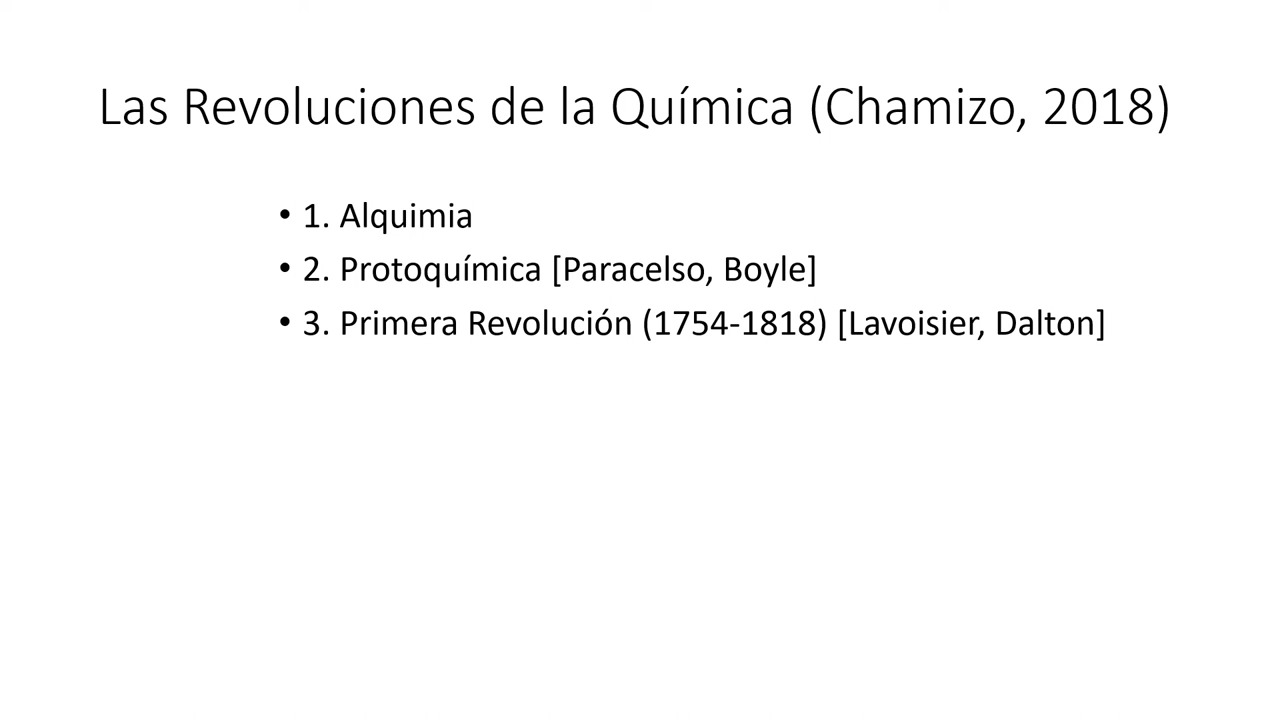 Las Revoluciones de la Química (Chamizo, 2018)
• 1. Alquimia
• 2. Protoquímica [Paracelso, Boyle]
• 3. Primera Revolución (1754-1818) [Lavoisier, Dalton]